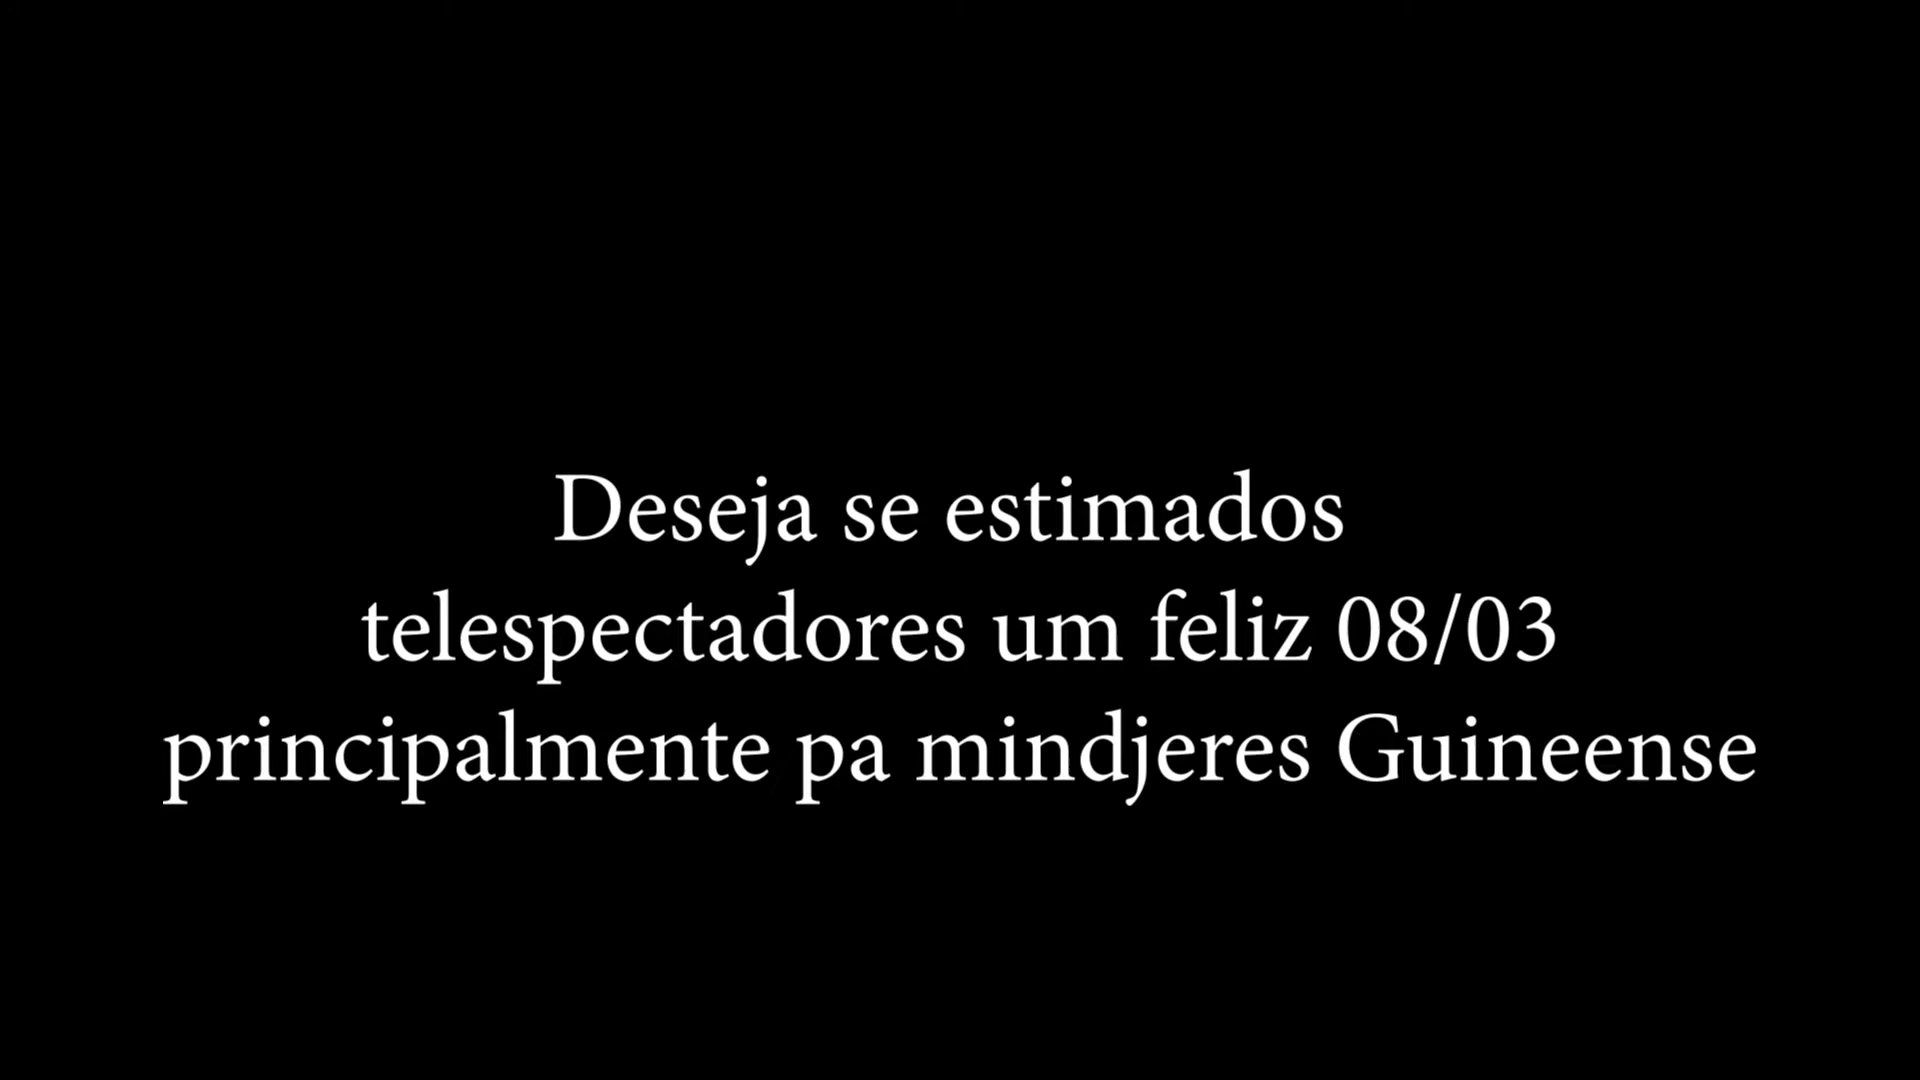 Deseja se estimados
telespectadores um feliz 08/03
principalmente pa mindjeres Guineense